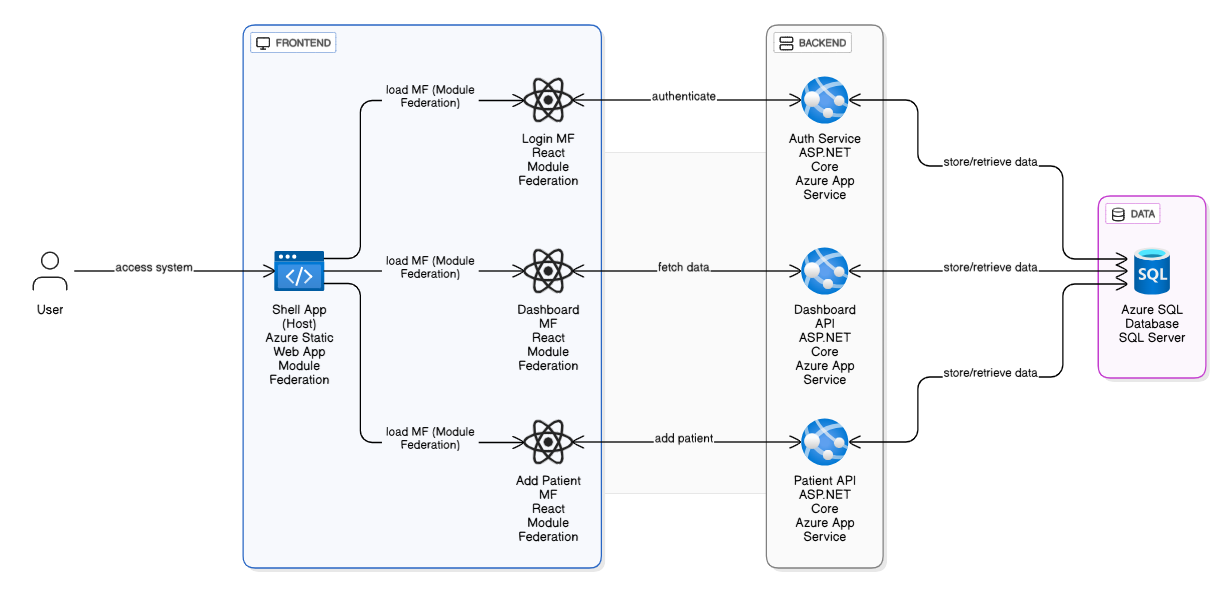 FRONTEND
BACKEND
load MF (Module
Federation)
authenticate
Login MF
React
Module
Federation
Auth Service
ASP.NET
Core
Azure App
Service
store/retrieve data
DATA
User
access system
</>
Shell App
(Host)
Azure Static
Web App
Module
Federation
load MF (Module
Federation)
fetch data
Dashboard
MF
React
Module
Federation
Dashboard
API
ASP.NET
Core
Azure App
Service
store/retrieve data
SQL
Azure SQL
Database
SQL Server
store/retrieve data
load MF (Module
Federation)
add patient
Add Patient
MF
React
Module
Federation
Patient API
ASP.NET
Core
Azure App
Service